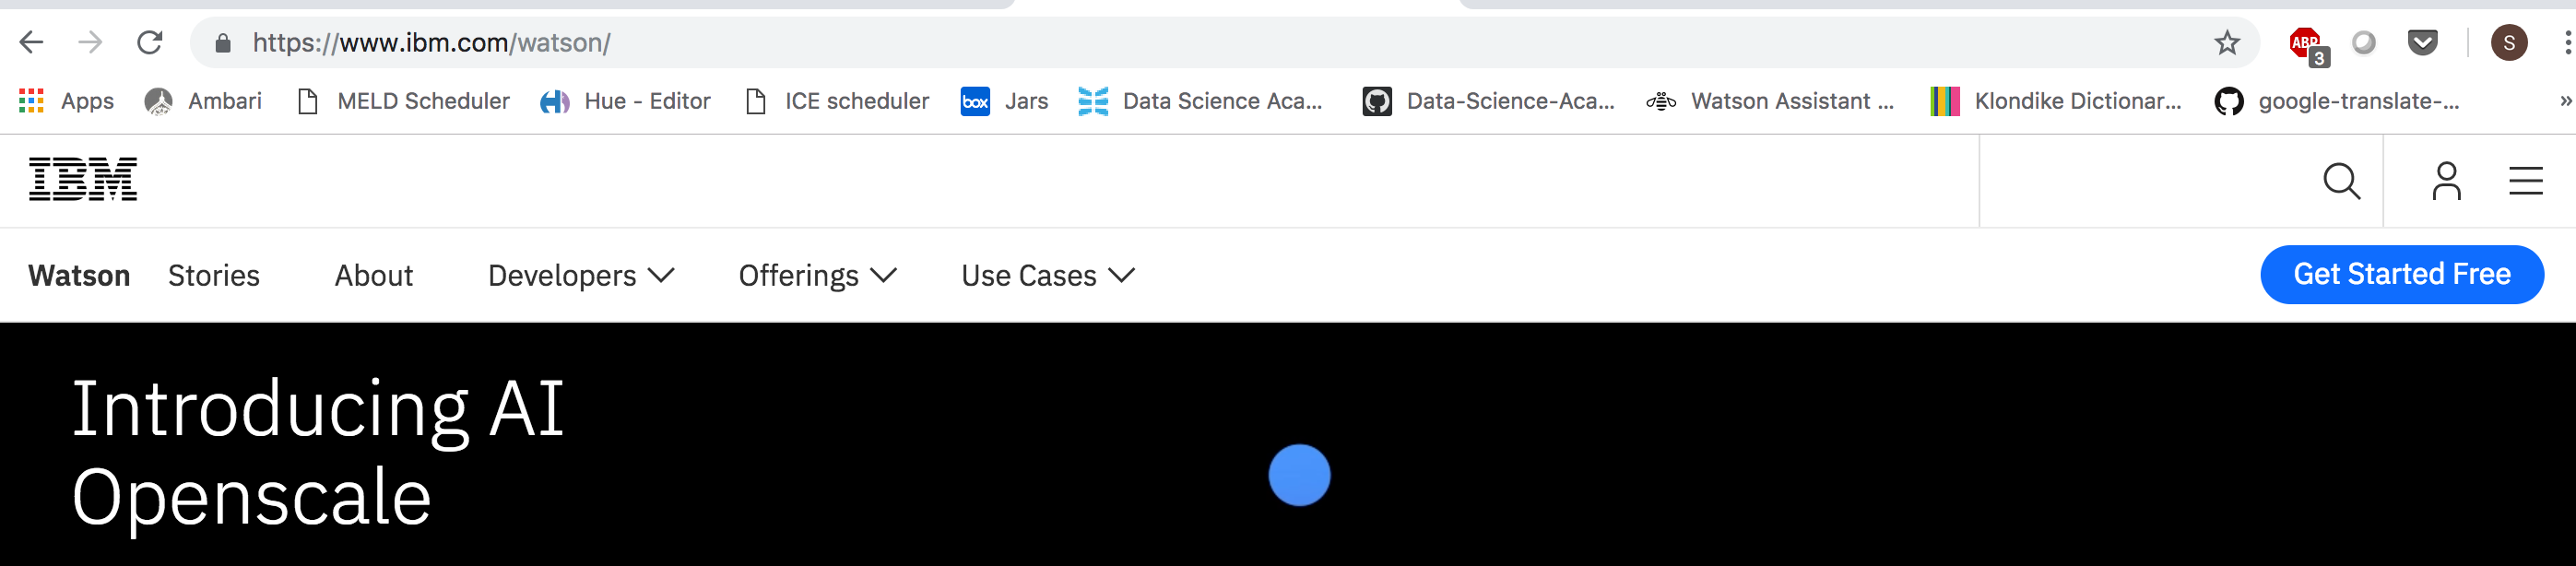 https://www.ibm.com/watson/
ABP 3 S
Apps Ambari MELD Scheduler Hue - Editor ICE scheduler box Jars Data Science Aca... Data-Science-Aca... Watson Assistant ... Klondike Dictionar... google-translate-... »
IBM
Watson Stories About Developers Offerings Use Cases Get Started Free
Introducing AI
Openscale